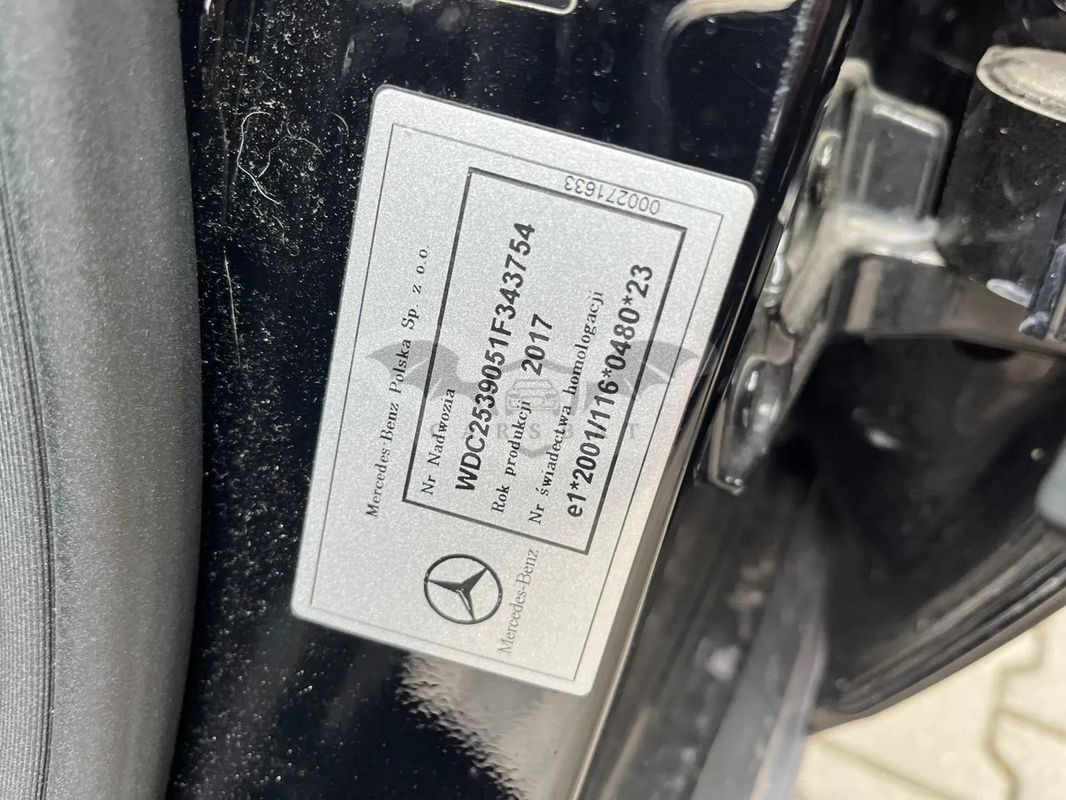 Mercedes-Benz Polska Sp. z o.o.
000271633
Nr Nadwozia
WDC2539051F343754
Rok produkcji 2017
Nr świadectwa homologacji
e1*2001/116*0480*23
Mercedes-Benz